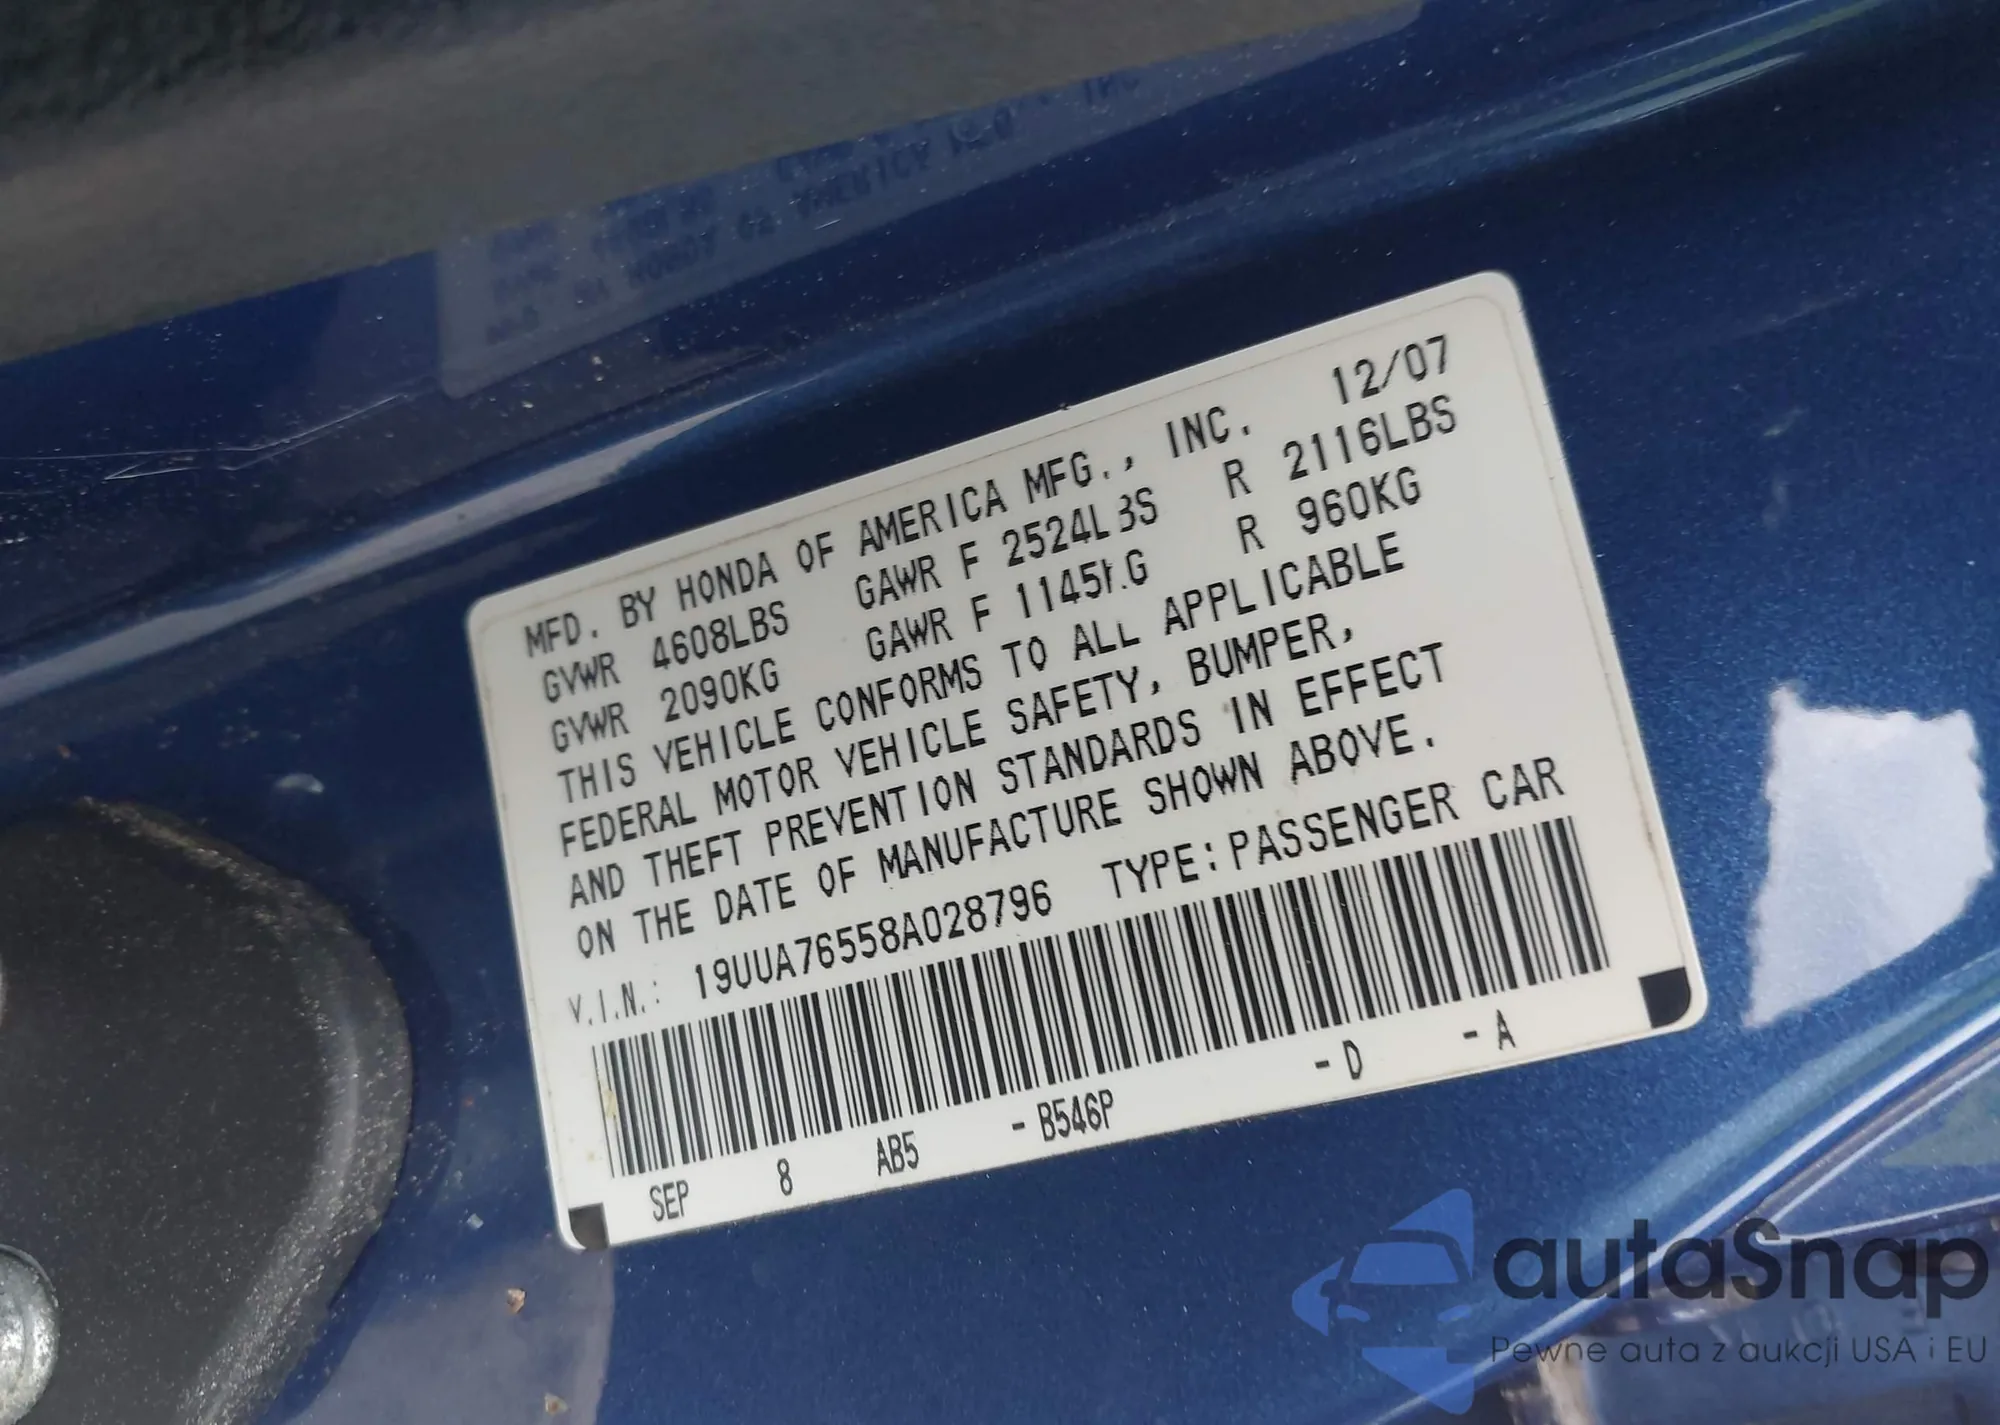 MFD. BY HONDA OF AMERICA MFG., INC. 12/07
GVWR 4608LBS GAWR F 2524LBS R 2116LBS
GVWR 2090KG GAWR F 1145KG R 960KG
THIS VEHICLE CONFORMS TO ALL APPLICABLE
FEDERAL MOTOR VEHICLE SAFETY, BUMPER,
AND THEFT PREVENTION STANDARDS IN EFFECT
ON THE DATE OF MANUFACTURE SHOWN ABOVE.
V.I.N.: 19UUA76558A028796 TYPE:PASSENGER CAR
SEP 8 AB5 -B546P -D -A
autaSnap
Pewne auta z aukcji USA i EU